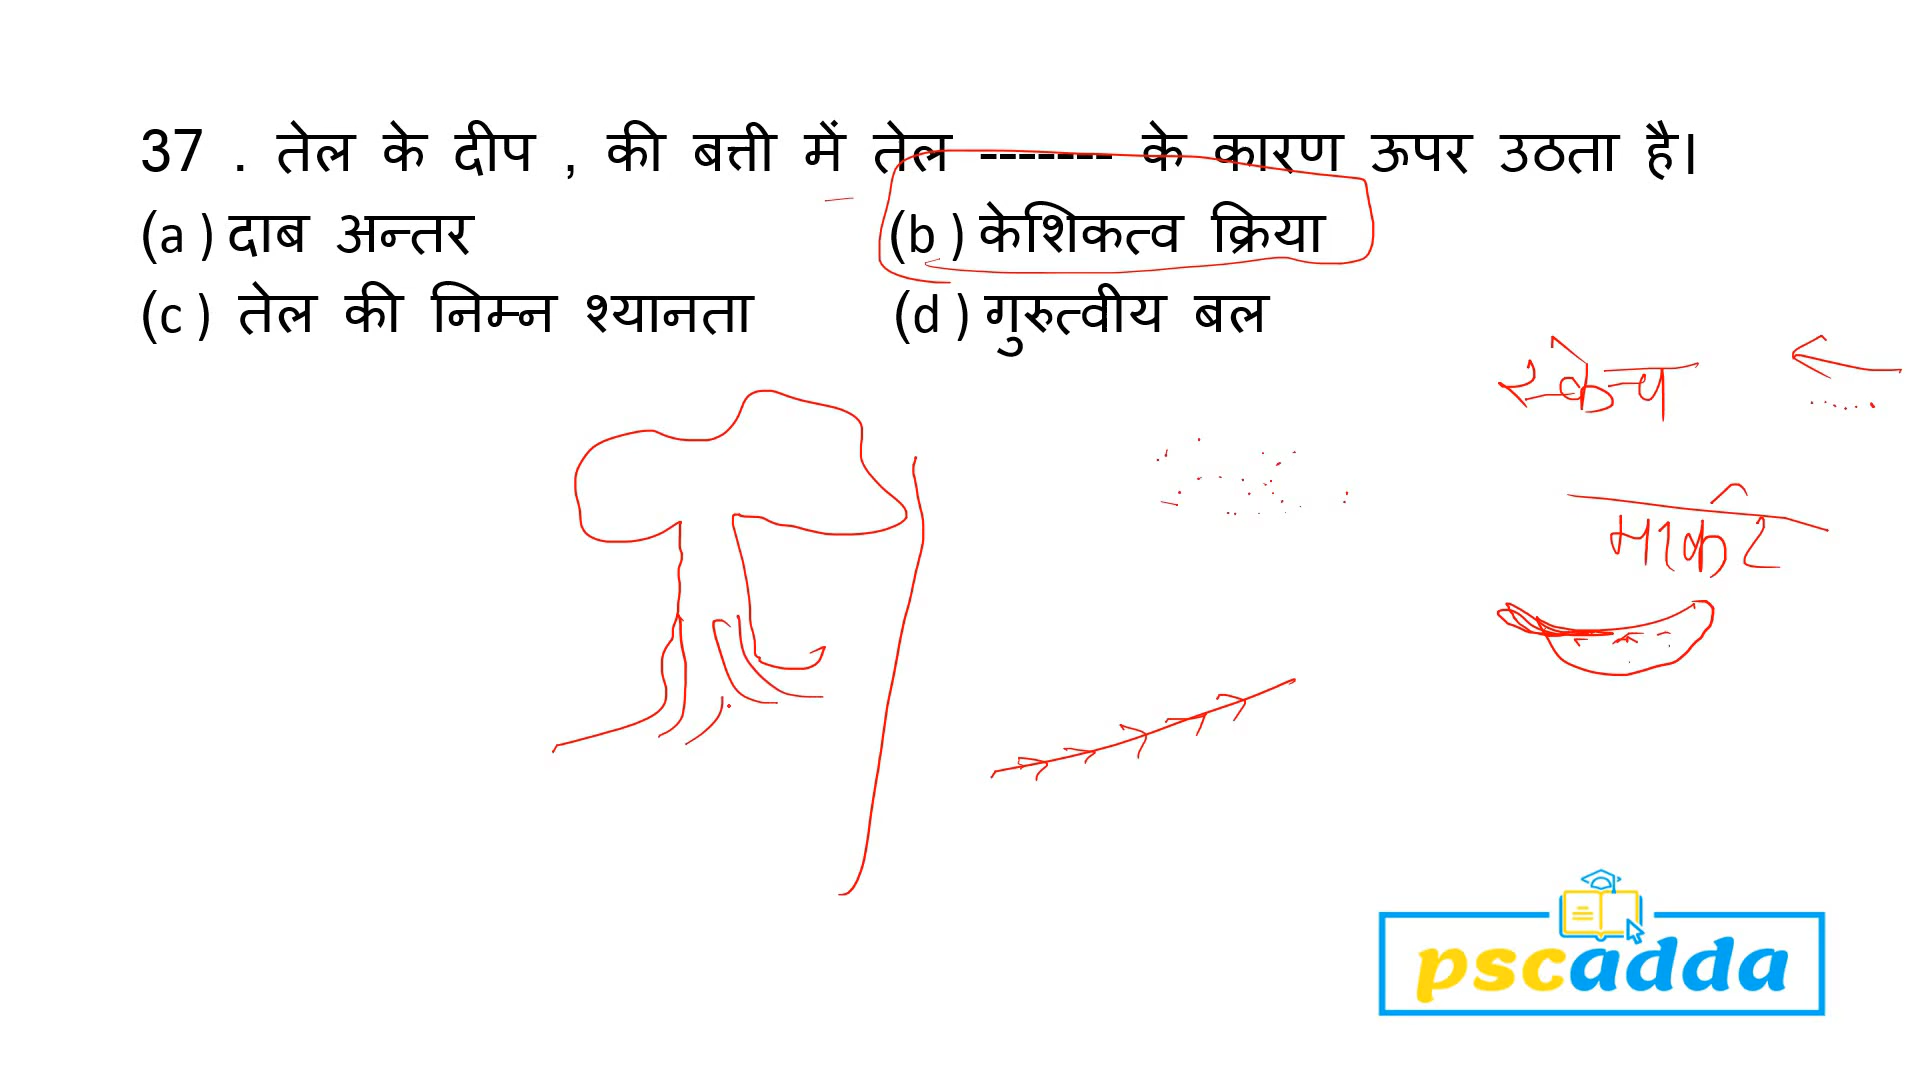 37 . तेल के दीप , की बत्ती में तेल ------- के कारण ऊपर उठता है।
(a ) दाब अन्तर (b ) केशिकत्व क्रिया
(c ) तेल की निम्न श्यानता (d ) गुरुत्वीय बल
स्केच
मार्कर
pscadda